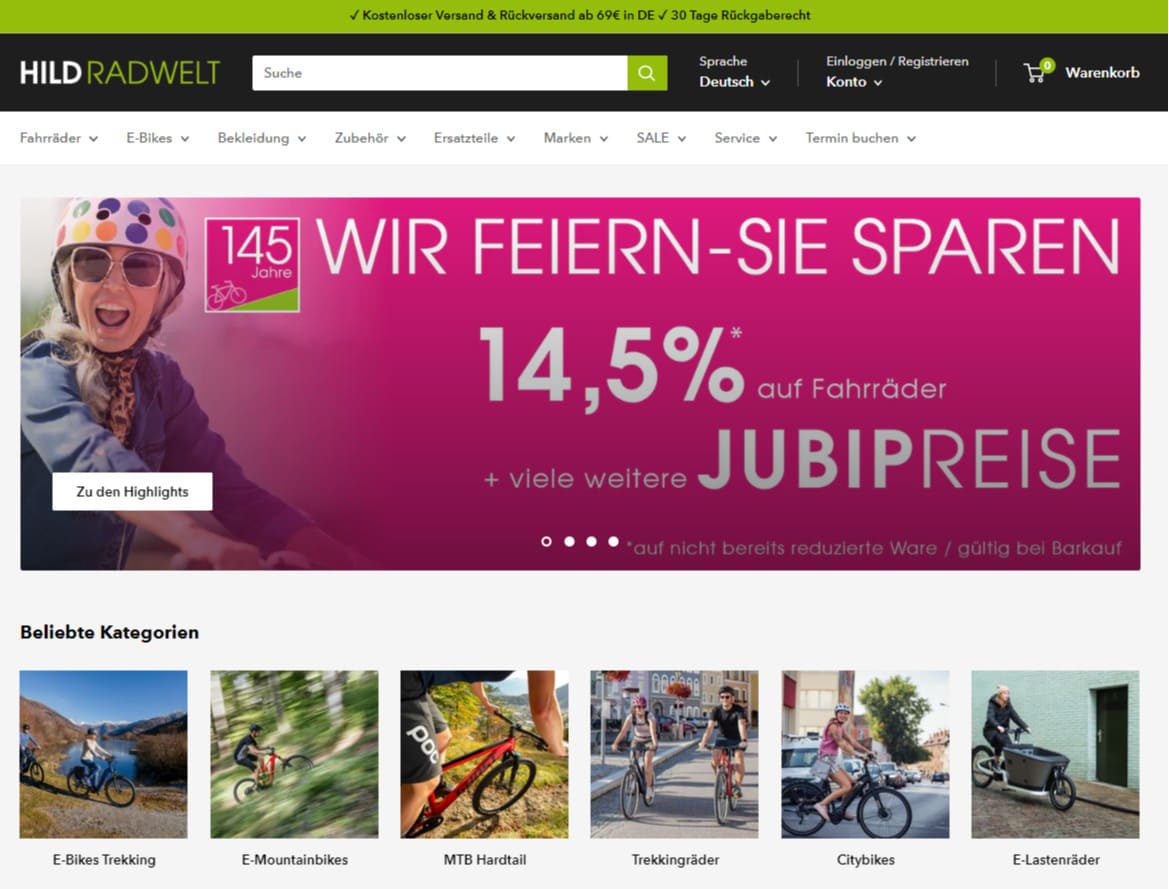 ✓ Kostenloser Versand & Rückversand ab 69€ in DE ✓ 30 Tage Rückgaberecht
HILDRADWELT
Suche
Sprache
Deutsch
Einloggen / Registrieren
Konto
0
Warenkorb
Fahrräder
E-Bikes
Bekleidung
Zubehör
Ersatzteile
Marken
SALE
Service
Termin buchen
145
Jahre
WIR FEIERN-SIE SPAREN
14,5%* auf Fahrräder
+ viele weitere JUBIPREISE
Zu den Highlights
*auf nicht bereits reduzierte Ware / gültig bei Barkauf
Beliebte Kategorien
poc
E-Bikes Trekking
E-Mountainbikes
MTB Hardtail
Trekkingräder
Citybikes
E-Lastenräder